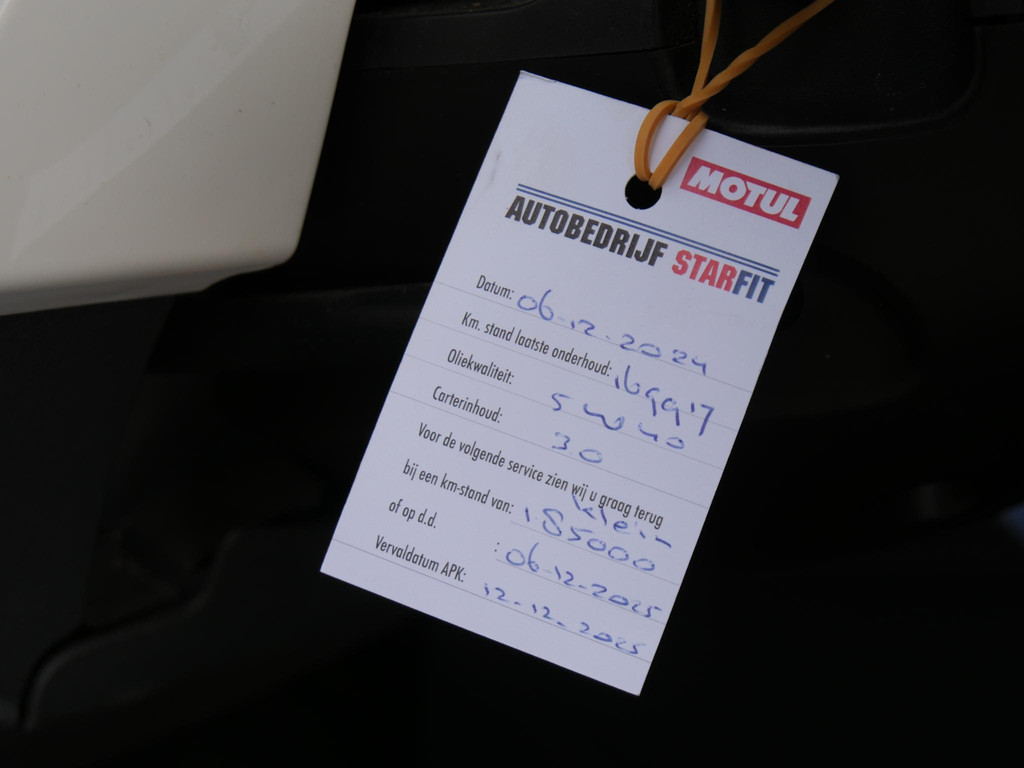 MOTUL
AUTOBEDRIJF STARFIT
Datum: 06-12-2024
Km. stand laatste onderhoud: 169917
Oliekwaliteit: 5W40
Carterinhoud: 30
Voor de volgende service zien wij u graag terug
klein
bij een km-stand van: 185000
of op d.d. : 06-12-2025
Vervaldatum APK: 12-12-2025